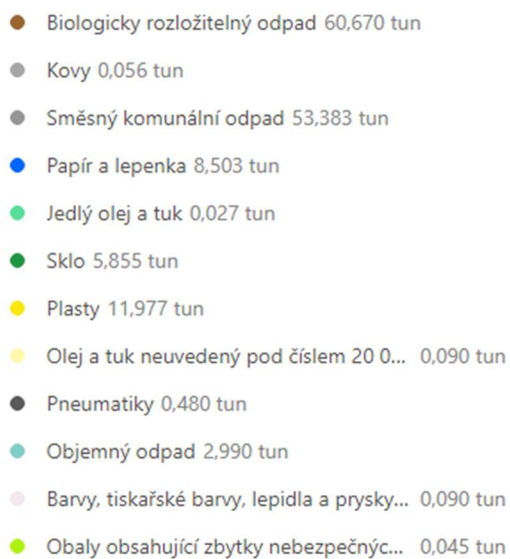 Biologicky rozložitelný odpad 60,670 tun
Kovy 0,056 tun
Směsný komunální odpad 53,383 tun
Papír a lepenka 8,503 tun
Jedlý olej a tuk 0,027 tun
Sklo 5,855 tun
Plasty 11,977 tun
Olej a tuk neuvedený pod číslem 20 0... 0,090 tun
Pneumatiky 0,480 tun
Objemný odpad 2,990 tun
Barvy, tiskařské barvy, lepidla a prysky... 0,090 tun
Obaly obsahující zbytky nebezpečnýc... 0,045 tun